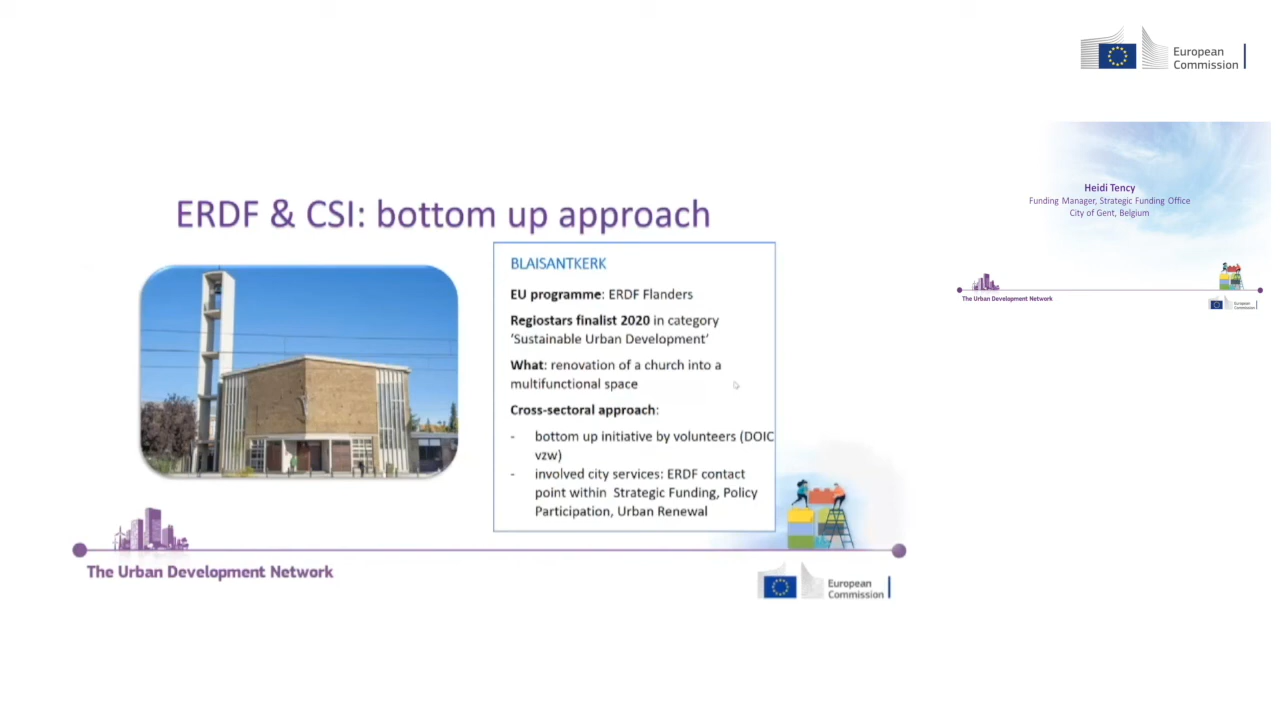 European
Commission
Heidi Tency
Funding Manager, Strategic Funding Office
City of Gent, Belgium
The Urban Development Network
ERDF & CSI: bottom up approach
BLAISANTKERK
EU programme: ERDF Flanders
Regiostars finalist 2020 in category
‘Sustainable Urban Development’
What: renovation of a church into a
multifunctional space
Cross-sectoral approach:
- bottom up initiative by volunteers (DOIC
vzw)
- involved city services: ERDF contact
point within Strategic Funding, Policy
Participation, Urban Renewal
The Urban Development Network
European
Commission